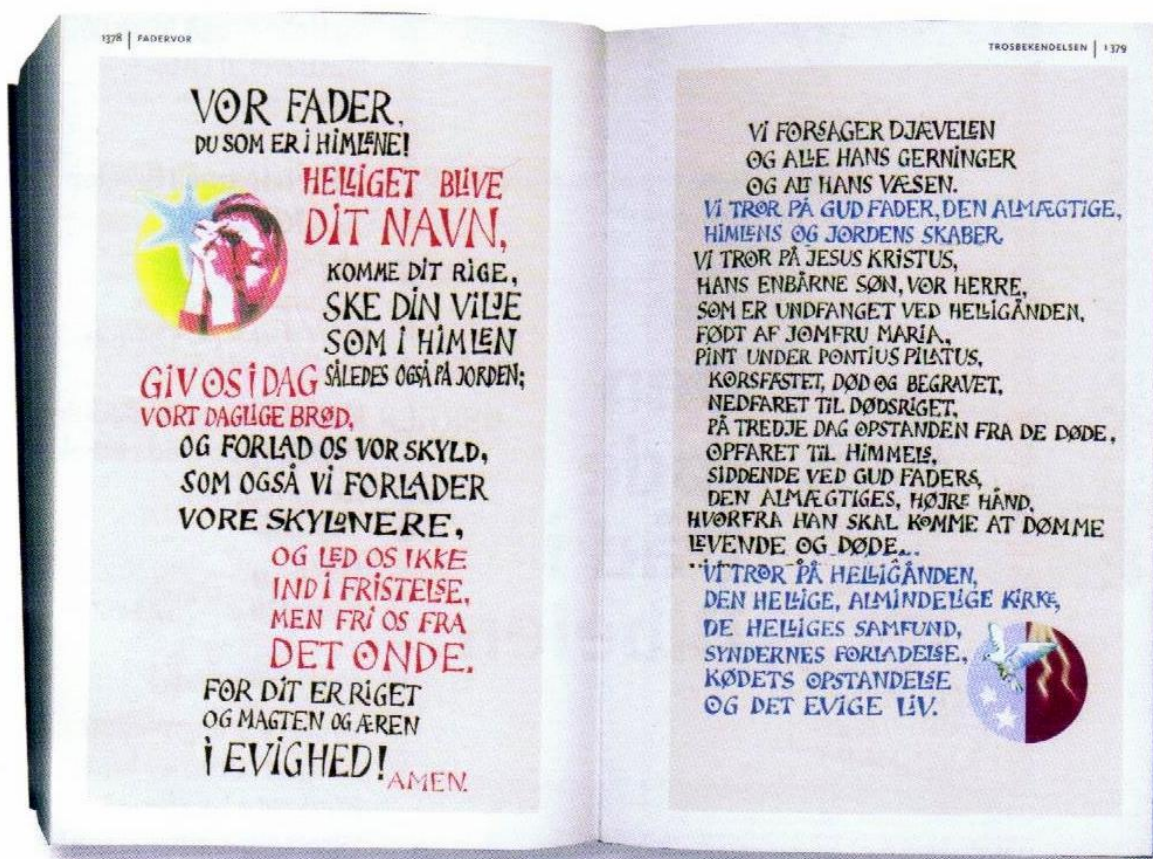 1378 | FADERVOR
VOR FADER,
DU SOM ER I HIMLENE!
HELLIGET BLIVE
DIT NAVN,
KOMME DIT RIGE,
SKE DIN VILJE
SOM I HIMLEN
SÅLEDES OGSÅ PÅ JORDEN;
GIV OS I DAG
VORT DAGLIGE BRØD,
OG FORLAD OS VOR SKYLD,
SOM OGSÅ VI FORLADER
VORE SKYLDNERE,
OG LED OS IKKE
IND I FRISTELSE,
MEN FRI OS FRA
DET ONDE.
FOR DIT ER RIGET
OG MAGTEN OG ÆREN
I EVIGHED!
AMEN.
TROSBEKENDELSEN | 1379
VI FORSAGER DJÆVELEN
OG ALLE HANS GERNINGER
OG ALT HANS VÆSEN.
VI TROR PÅ GUD FADER, DEN ALMÆGTIGE,
HIMLENS OG JORDENS SKABER.
VI TROR PÅ JESUS KRISTUS,
HANS ENBÅRNE SØN, VOR HERRE,
SOM ER UNDFANGET VED HELLIGÅNDEN,
FØDT AF JOMFRU MARIA,
PINT UNDER PONTIUS PILATUS,
KORSFÆSTET, DØD OG BEGRAVET,
NEDFARET TIL DØDSRIGET,
PÅ TREDJE DAG OPSTANDEN FRA DE DØDE,
OPFARET TIL HIMMELS,
SIDDENDE VED GUD FADERS,
DEN ALMÆGTIGES, HØJRE HÅND,
HVORFRA HAN SKAL KOMME AT DØMME
LEVENDE OG DØDE...
VI TROR PÅ HELLIGÅNDEN,
DEN HELLIGE, ALMINDELIGE KIRKE,
DE HELLIGES SAMFUND,
SYNDERNES FORLADELSE,
KØDETS OPSTANDELSE
OG DET EVIGE LIV.